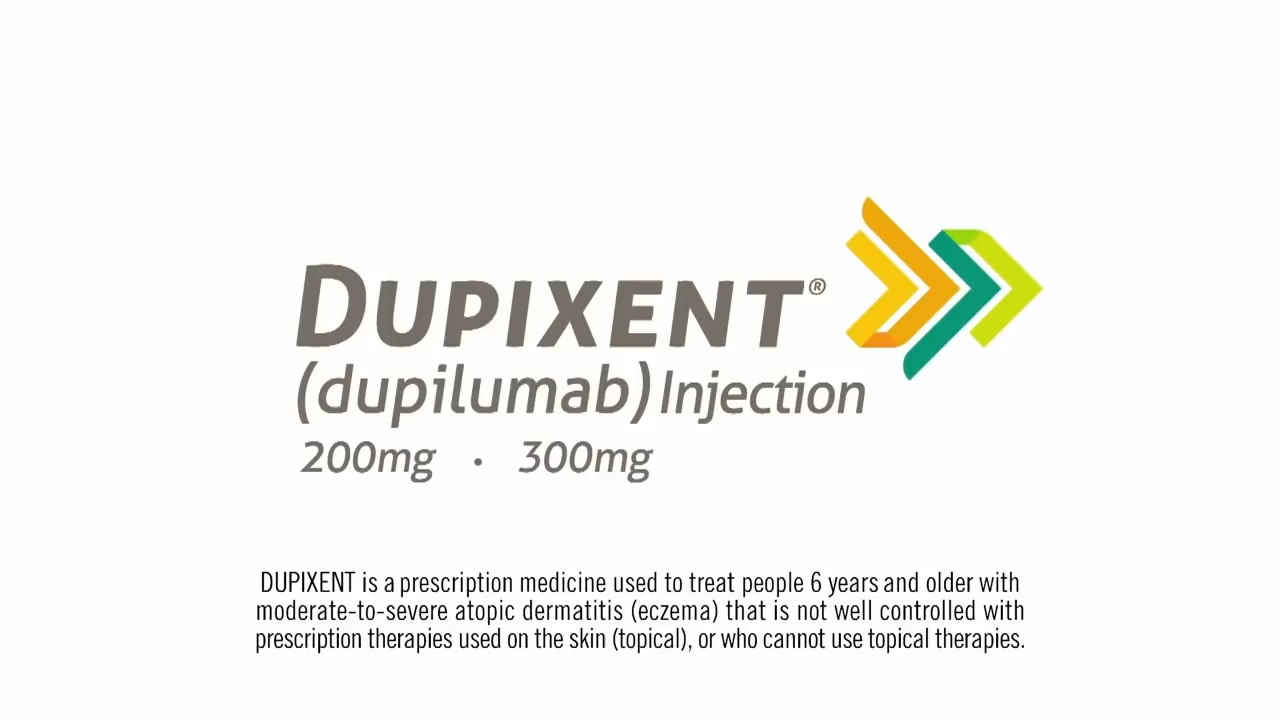 DUPIXENT®
(dupilumab) Injection
200mg · 300mg
DUPIXENT is a prescription medicine used to treat people 6 years and older with
moderate-to-severe atopic dermatitis (eczema) that is not well controlled with
prescription therapies used on the skin (topical), or who cannot use topical therapies.